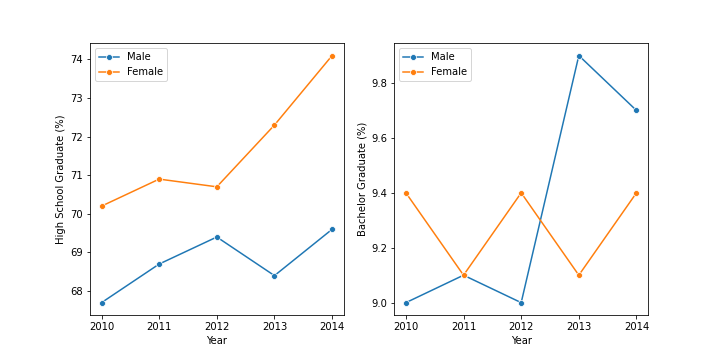 Male
Female
High School Graduate (%)
74
73
72
71
70
69
68
2010 2011 2012 2013 2014
Year
Male
Female
Bachelor Graduate (%)
9.8
9.6
9.4
9.2
9.0
2010 2011 2012 2013 2014
Year